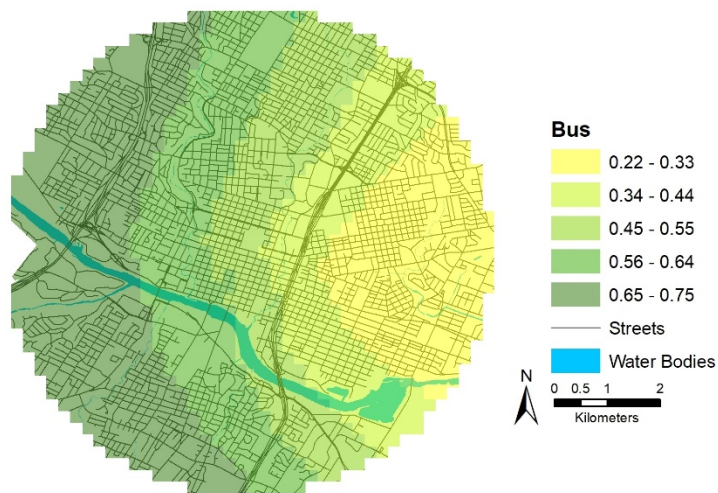 Bus
0.22 - 0.33
0.34 - 0.44
0.45 - 0.55
0.56 - 0.64
0.65 - 0.75
Streets
Water Bodies
N
0 0.5 1 2
Kilometers